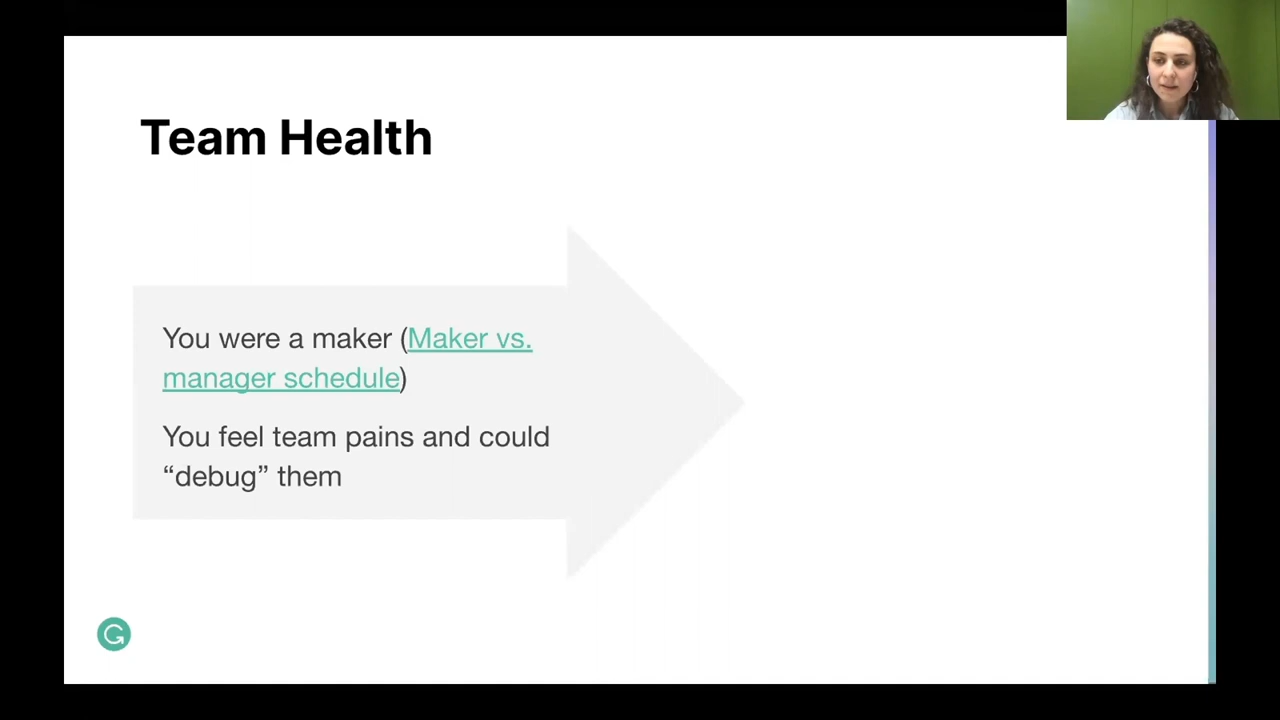 Team Health
You were a maker (Maker vs.
manager schedule)
You feel team pains and could
“debug” them